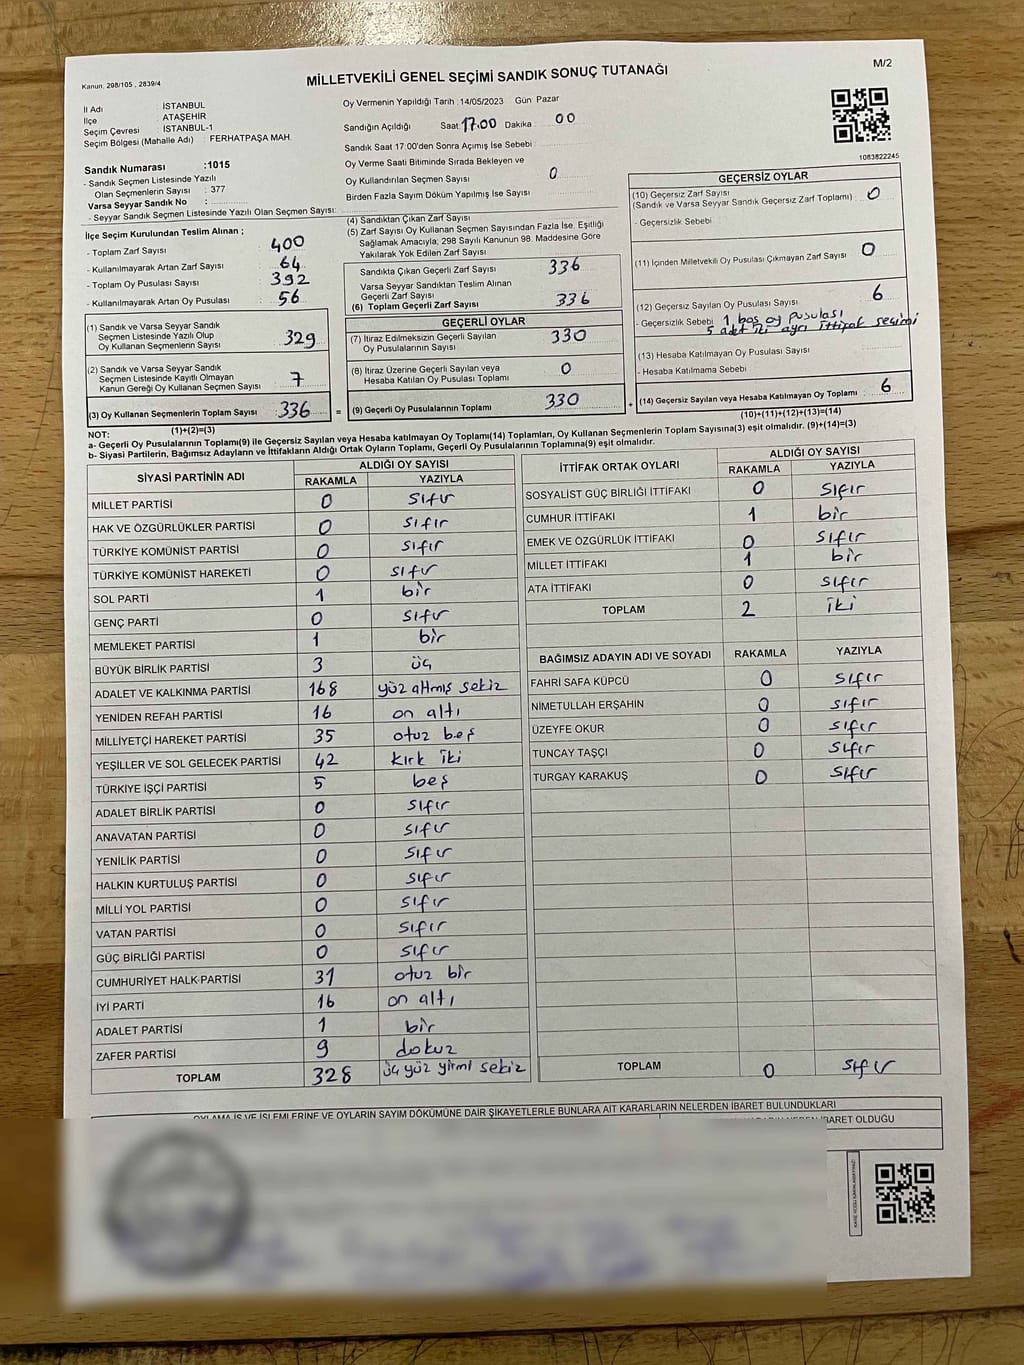 Kanun: 298/105 , 2839/4
MİLLETVEKİLİ GENEL SEÇİMİ SANDIK SONUÇ TUTANAĞI
M/2
İl Adı : İSTANBUL
İlçe : ATAŞEHİR
Seçim Çevresi : İSTANBUL-1
Seçim Bölgesi (Mahalle Adı) : FERHATPAŞA MAH.
Sandık Numarası :1015
- Sandık Seçmen Listesinde Yazılı
Olan Seçmenlerin Sayısı : 377
Varsa Seyyar Sandık No :
- Seyyar Sandık Seçmen Listesinde Yazılı Olan Seçmen Sayısı:
Oy Vermenin Yapıldığı Tarih :14/05/2023 Gün Pazar
Sandığın Açıldığı Saat: 17.00 Dakika : 00
Sandık Saat 17:00'den Sonra Açımış İse Sebebi :
Oy Verme Saati Bitiminde Sırada Bekleyen ve
Oy Kullandırılan Seçmen Sayısı : 0
Birden Fazla Sayım Döküm Yapılmış İse Sayısı :
1083822245
İlçe Seçim Kurulundan Teslim Alınan ;
- Toplam Zarf Sayısı : 400
- Kullanılmayarak Artan Zarf Sayısı : 64
- Toplam Oy Pusulası Sayısı : 392
- Kullanılmayarak Artan Oy Pusulası : 56
(4) Sandıktan Çıkan Zarf Sayısı
(5) Zarf Sayısı Oy Kullanan Seçmen Sayısından Fazla İse, Eşitliği
Sağlamak Amacıyla, 298 Sayılı Kanunun 98. Maddesine Göre
Yakılarak Yok Edilen Zarf Sayısı :
Sandıkta Çıkan Geçerli Zarf Sayısı : 336
Varsa Seyyar Sandıktan Teslim Alınan
Geçerli Zarf Sayısı :
(6) Toplam Geçerli Zarf Sayısı : 336
GEÇERSİZ OYLAR
(10) Geçersiz Zarf Sayısı
(Sandık ve Varsa Seyyar Sandık Geçersiz Zarf Toplamı) : 0
- Geçersizlik Sebebi :
(11) İçinden Milletvekili Oy Pusulası Çıkmayan Zarf Sayısı : 0
(12) Geçersiz Sayılan Oy Pusulası Sayısı : 6
- Geçersizlik Sebebi : 1 boş oy pusulası
5 adet iki ayrı ittifak seçimi
(13) Hesaba Katılmayan Oy Pusulası Sayısı
- Hesaba Katılmama Sebebi
(14) Geçersiz Sayılan veya Hesaba Katılmayan Oy Toplamı : 6
(10)+(11)+(12)+(13)=(14)
(1) Sandık ve Varsa Seyyar Sandık
Seçmen Listesinde Yazılı Olup
Oy Kullanan Seçmenlerin Sayısı : 329
(2) Sandık ve Varsa Seyyar Sandık
Seçmen Listesinde Kayıtlı Olmayan
Kanun Gereği Oy Kullanan Seçmen Sayısı : 7
(3) Oy Kullanan Seçmenlerin Toplam Sayısı : 336 =
(1)+(2)=(3)
GEÇERLİ OYLAR
(7) İtiraz Edilmeksizin Geçerli Sayılan
Oy Pusulalarının Sayısı : 330
(8) İtiraz Üzerine Geçerli Sayılan veya
Hesaba Katılan Oy Pusulası Toplamı : 0
(9) Geçerli Oy Pusulalarının Toplamı : 330 +
NOT:
a- Geçerli Oy Pusulalarının Toplamı(9) ile Geçersiz Sayılan veya Hesaba katılmayan Oy Toplamı(14) Toplamları, Oy Kullanan Seçmenlerin Toplam Sayısına(3) eşit olmalıdır. (9)+(14)=(3)
b- Siyasi Partilerin, Bağımsız Adayların ve İttifakların Aldığı Ortak Oyların Toplamı, Geçerli Oy Pusulalarının Toplamına(9) eşit olmalıdır.
SİYASİ PARTİNİN ADI ALDIĞI OY SAYISI
RAKAMLA YAZIYLA
MİLLET PARTİSİ 0 sıfır
HAK VE ÖZGÜRLÜKLER PARTİSİ 0 sıfır
TÜRKİYE KOMÜNİST PARTİSİ 0 sıfır
TÜRKİYE KOMÜNİST HAREKETİ 0 sıfır
SOL PARTİ 1 bir
GENÇ PARTİ 0 sıfır
MEMLEKET PARTİSİ 1 bir
BÜYÜK BİRLİK PARTİSİ 3 üç
ADALET VE KALKINMA PARTİSİ 168 yüz altmış sekiz
YENİDEN REFAH PARTİSİ 16 on altı
MİLLİYETÇİ HAREKET PARTİSİ 35 otuz beş
YEŞİLLER VE SOL GELECEK PARTİSİ 42 kırk iki
TÜRKİYE İŞÇİ PARTİSİ 5 beş
ADALET BİRLİK PARTİSİ 0 sıfır
ANAVATAN PARTİSİ 0 sıfır
YENİLİK PARTİSİ 0 sıfır
HALKIN KURTULUŞ PARTİSİ 0 sıfır
MİLLİ YOL PARTİSİ 0 sıfır
VATAN PARTİSİ 0 sıfır
GÜÇ BİRLİĞİ PARTİSİ 0 sıfır
CUMHURİYET HALK PARTİSİ 31 otuz bir
İYİ PARTİ 16 on altı
ADALET PARTİSİ 1 bir
ZAFER PARTİSİ 9 dokuz
TOPLAM 328 üç yüz yirmi sekiz
İTTİFAK ORTAK OYLARI ALDIĞI OY SAYISI
RAKAMLA YAZIYLA
SOSYALİST GÜÇ BİRLİĞİ İTTİFAKI 0 sıfır
CUMHUR İTTİFAKI 1 bir
EMEK VE ÖZGÜRLÜK İTTİFAKI 0 sıfır
MİLLET İTTİFAKI 1 bir
ATA İTTİFAKI 0 sıfır
TOPLAM 2 iki
BAĞIMSIZ ADAYIN ADI VE SOYADI RAKAMLA YAZIYLA
FAHRİ SAFA KÜPCÜ 0 sıfır
NİMETULLAH ERŞAHİN 0 sıfır
ÜZEYFE OKUR 0 sıfır
TUNCAY TAŞÇI 0 sıfır
TURGAY KARAKUŞ 0 sıfır
TOPLAM 0 sıfır
OYLAMA İŞ VE İŞLEMLERİNE VE OYLARIN SAYIM DÖKÜMÜNE DAİR ŞİKAYETLERLE BUNLARA AİT KARARLARIN NELERDEN İBARET BULUNDUKLARI
İBARET OLDUĞU